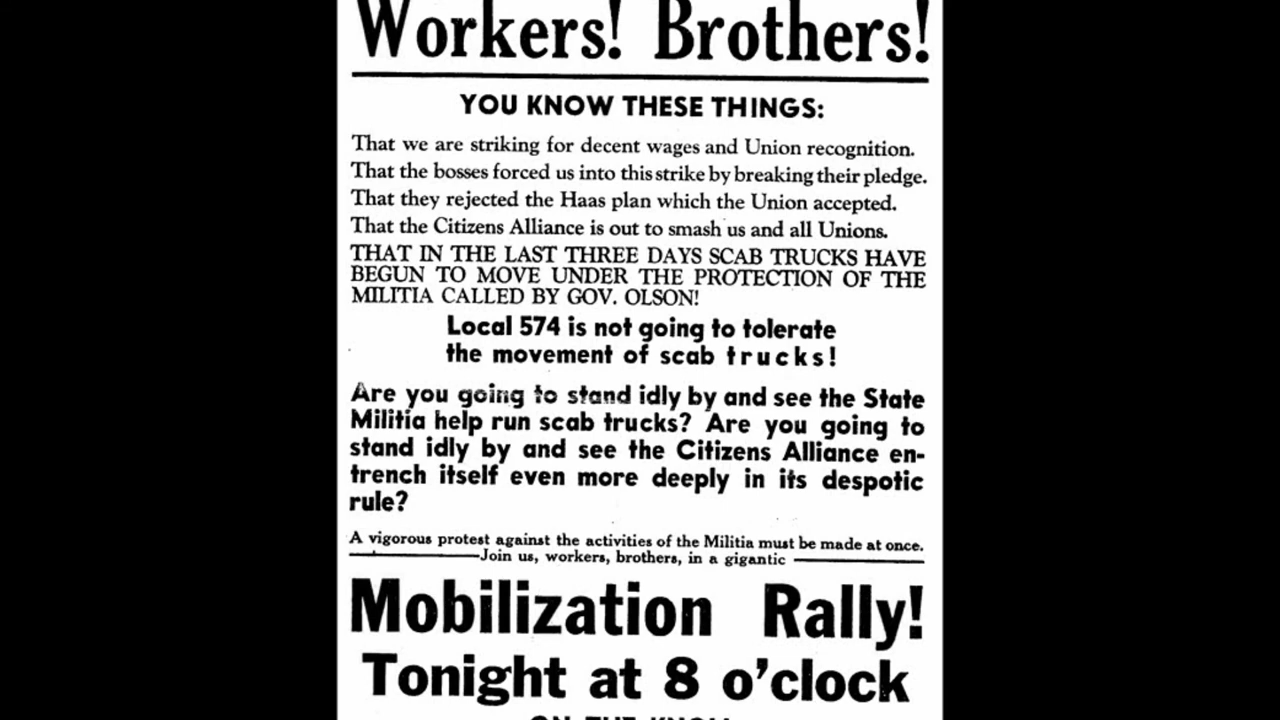 Workers! Brothers!
YOU KNOW THESE THINGS:
That we are striking for decent wages and Union recognition.
That the bosses forced us into this strike by breaking their pledge.
That they rejected the Haas plan which the Union accepted.
That the Citizens Alliance is out to smash us and all Unions.
THAT IN THE LAST THREE DAYS SCAB TRUCKS HAVE
BEGUN TO MOVE UNDER THE PROTECTION OF THE
MILITIA CALLED BY GOV. OLSON!
Local 574 is not going to tolerate
the movement of scab trucks!
Are you going to stand idly by and see the State
Militia help run scab trucks? Are you going to
stand idly by and see the Citizens Alliance en-
trench itself even more deeply in its despotic
rule?
A vigorous protest against the activities of the Militia must be made at once.
Join us, workers, brothers, in a gigantic
Mobilization Rally!
Tonight at 8 o'clock